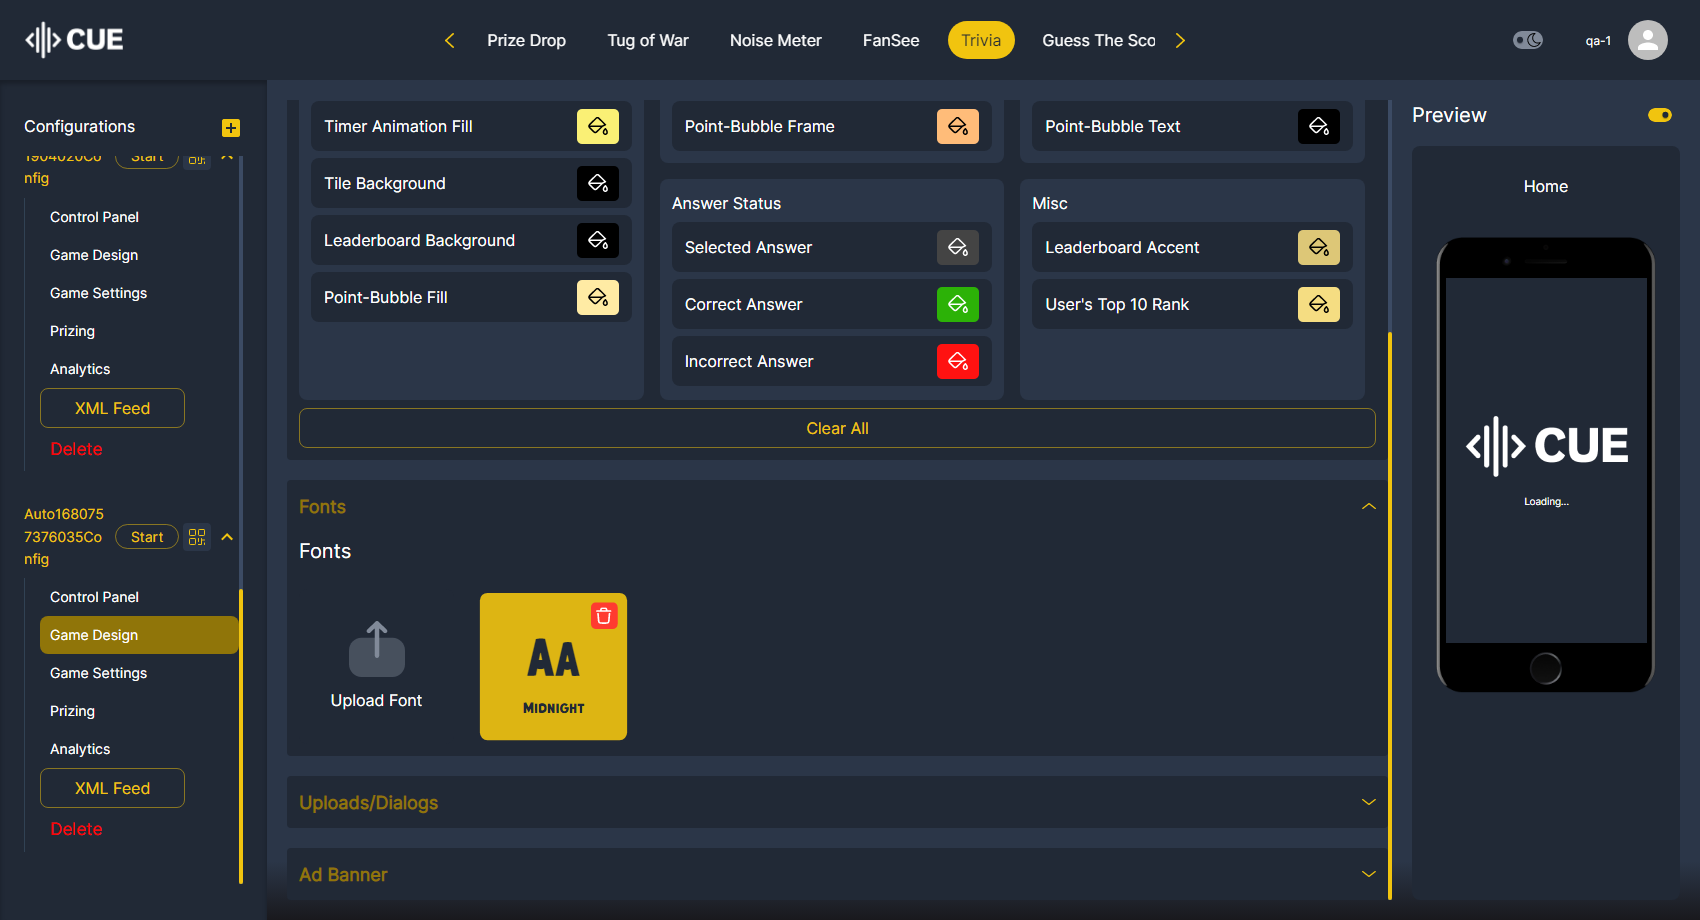 CUE
Prize Drop
Tug of War
Noise Meter
FanSee
Trivia
Guess The Sco
qa-1
Configurations
1904020Co
nfig
Start
Control Panel
Game Design
Game Settings
Prizing
Analytics
XML Feed
Delete
Auto168075
7376035Co
nfig
Start
Control Panel
Game Design
Game Settings
Prizing
Analytics
XML Feed
Delete
Timer Animation Fill
Tile Background
Leaderboard Background
Point-Bubble Fill
Point-Bubble Frame
Answer Status
Selected Answer
Correct Answer
Incorrect Answer
Point-Bubble Text
Misc
Leaderboard Accent
User's Top 10 Rank
Clear All
Fonts
Fonts
Upload Font
AA
MIDNIGHT
Uploads/Dialogs
Ad Banner
Preview
Home
CUE
Loading...